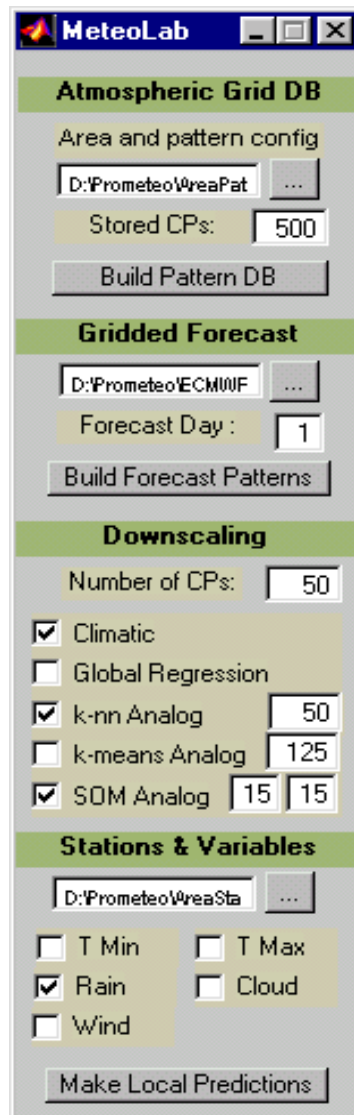 MeteoLab
Atmospheric Grid DB
Area and pattern config
D:\Prometeo\AreaPat ...
Stored CPs: 500
Build Pattern DB
Gridded Forecast
D:\Prometeo\ECMWF ...
Forecast Day : 1
Build Forecast Patterns
Downscaling
Number of CPs: 50
Climatic
Global Regression
k-nn Analog 50
k-means Analog 125
SOM Analog 15 15
Stations & Variables
D:\Prometeo\AreaSta ...
T Min T Max
Rain Cloud
Wind
Make Local Predictions